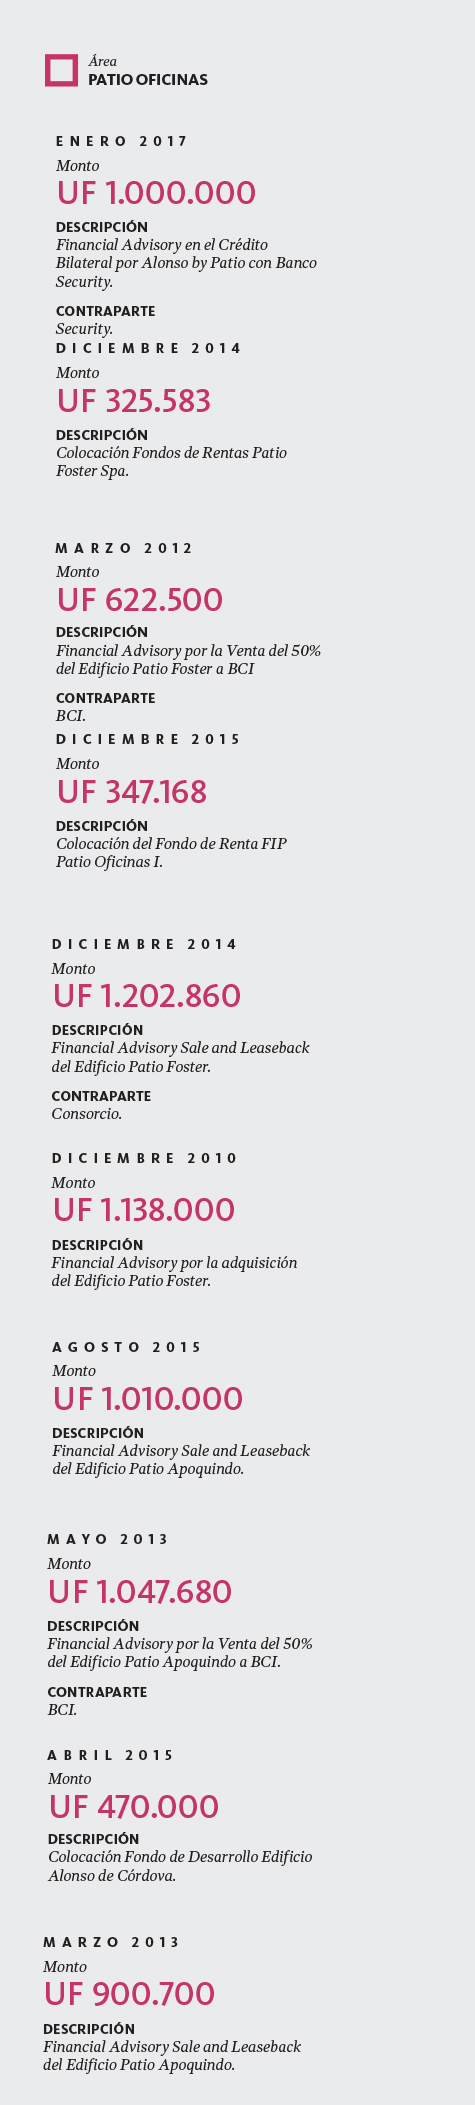 Área
PATIO OFICINAS
ENERO 2017
Monto
UF 1.000.000
DESCRIPCIÓN
Financial Advisory en el Crédito
Bilateral por Alonso by Patio con Banco
Security.
CONTRAPARTE
Security.
DICIEMBRE 2014
Monto
UF 325.583
DESCRIPCIÓN
Colocación Fondos de Rentas Patio
Foster Spa.
MARZO 2012
Monto
UF 622.500
DESCRIPCIÓN
Financial Advisory por la Venta del 50%
del Edificio Patio Foster a BCI
CONTRAPARTE
BCI.
DICIEMBRE 2015
Monto
UF 347.168
DESCRIPCIÓN
Colocación del Fondo de Renta FIP
Patio Oficinas I.
DICIEMBRE 2014
Monto
UF 1.202.860
DESCRIPCIÓN
Financial Advisory Sale and Leaseback
del Edificio Patio Foster.
CONTRAPARTE
Consorcio.
DICIEMBRE 2010
Monto
UF 1.138.000
DESCRIPCIÓN
Financial Advisory por la adquisición
del Edificio Patio Foster.
AGOSTO 2015
Monto
UF 1.010.000
DESCRIPCIÓN
Financial Advisory Sale and Leaseback
del Edificio Patio Apoquindo.
MAYO 2013
Monto
UF 1.047.680
DESCRIPCIÓN
Financial Advisory por la Venta del 50%
del Edificio Patio Apoquindo a BCI.
CONTRAPARTE
BCI.
ABRIL 2015
Monto
UF 470.000
DESCRIPCIÓN
Colocación Fondo de Desarrollo Edificio
Alonso de Córdova.
MARZO 2013
Monto
UF 900.700
DESCRIPCIÓN
Financial Advisory Sale and Leaseback
del Edificio Patio Apoquindo.